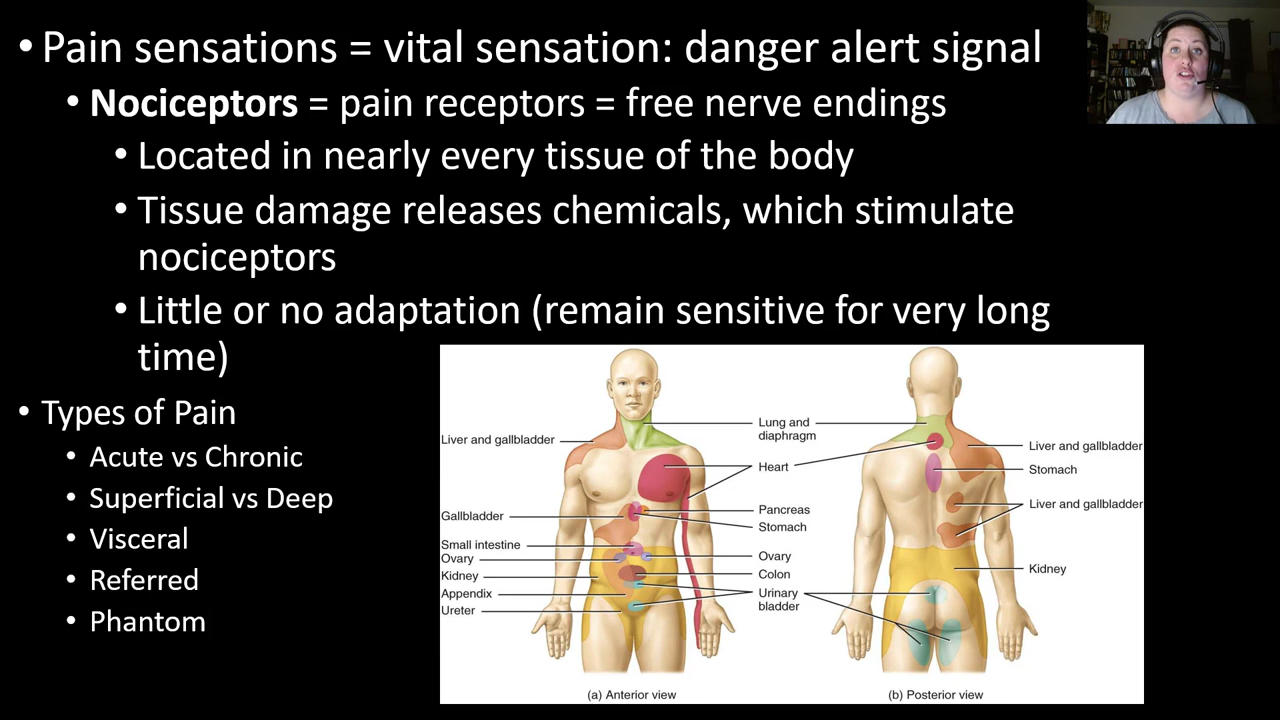 • Pain sensations = vital sensation: danger alert signal
• Nociceptors = pain receptors = free nerve endings
• Located in nearly every tissue of the body
• Tissue damage releases chemicals, which stimulate
nociceptors
• Little or no adaptation (remain sensitive for very long
time)
• Types of Pain
• Acute vs Chronic
• Superficial vs Deep
• Visceral
• Referred
• Phantom
Liver and gallbladder
Gallbladder
Small intestine
Ovary
Kidney
Appendix
Ureter
Lung and
diaphragm
Heart
Pancreas
Stomach
Ovary
Colon
Urinary
bladder
Liver and gallbladder
Stomach
Liver and gallbladder
Kidney
(a) Anterior view
(b) Posterior view